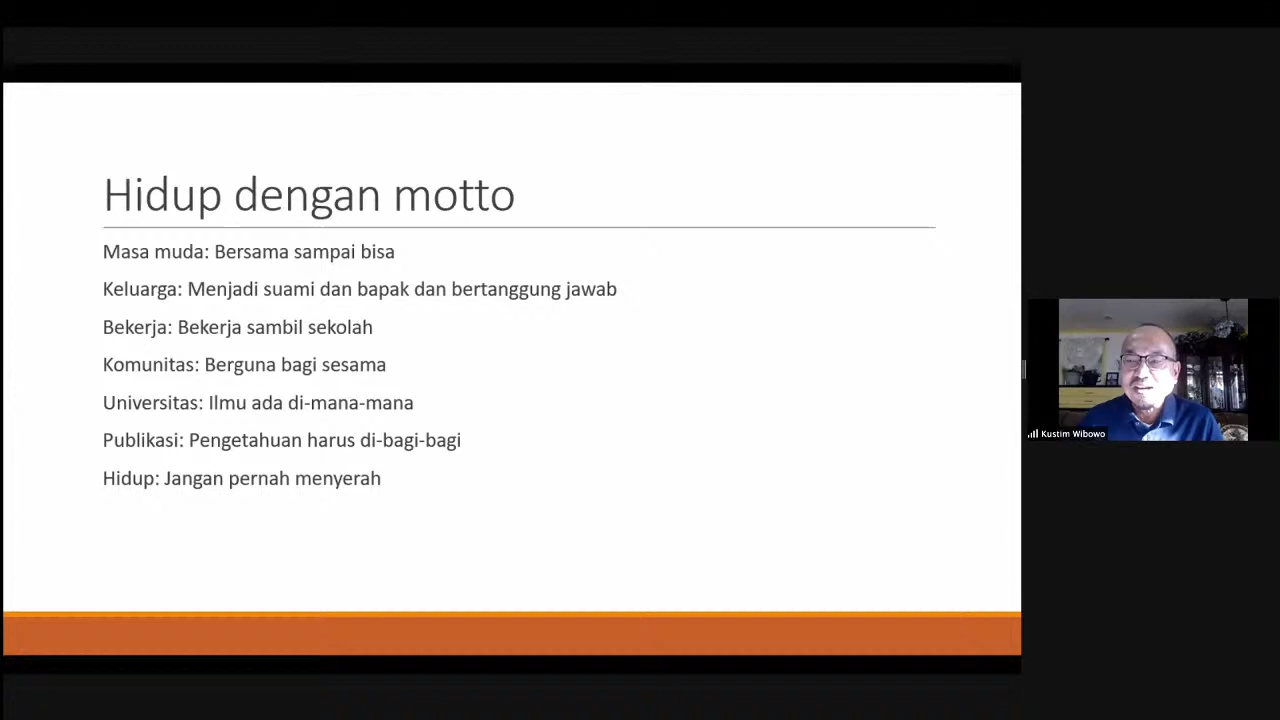 Hidup dengan motto
Masa muda: Bersama sampai bisa
Keluarga: Menjadi suami dan bapak dan bertanggung jawab
Bekerja: Bekerja sambil sekolah
Komunitas: Berguna bagi sesama
Universitas: Ilmu ada di-mana-mana
Publikasi: Pengetahuan harus di-bagi-bagi
Hidup: Jangan pernah menyerah
Kustim Wibowo